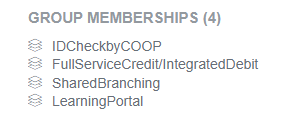 GROUP MEMBERSHIPS (4)
IDCheckbyCOOP
FullServiceCredit/IntegratedDebit
SharedBranching
LearningPortal